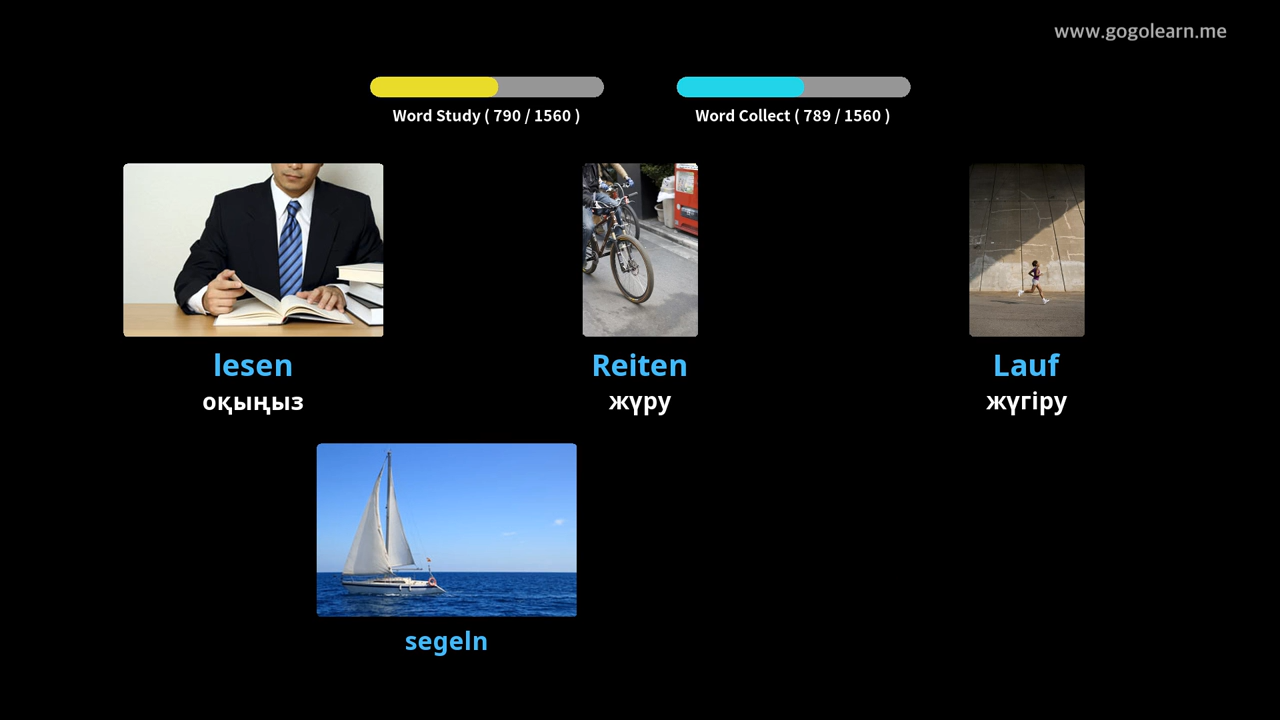 www.gogolearn.me
Word Study ( 790 / 1560 )
Word Collect ( 789 / 1560 )
lesen
оқыңыз
Reiten
жүру
Lauf
жүгіру
segeln